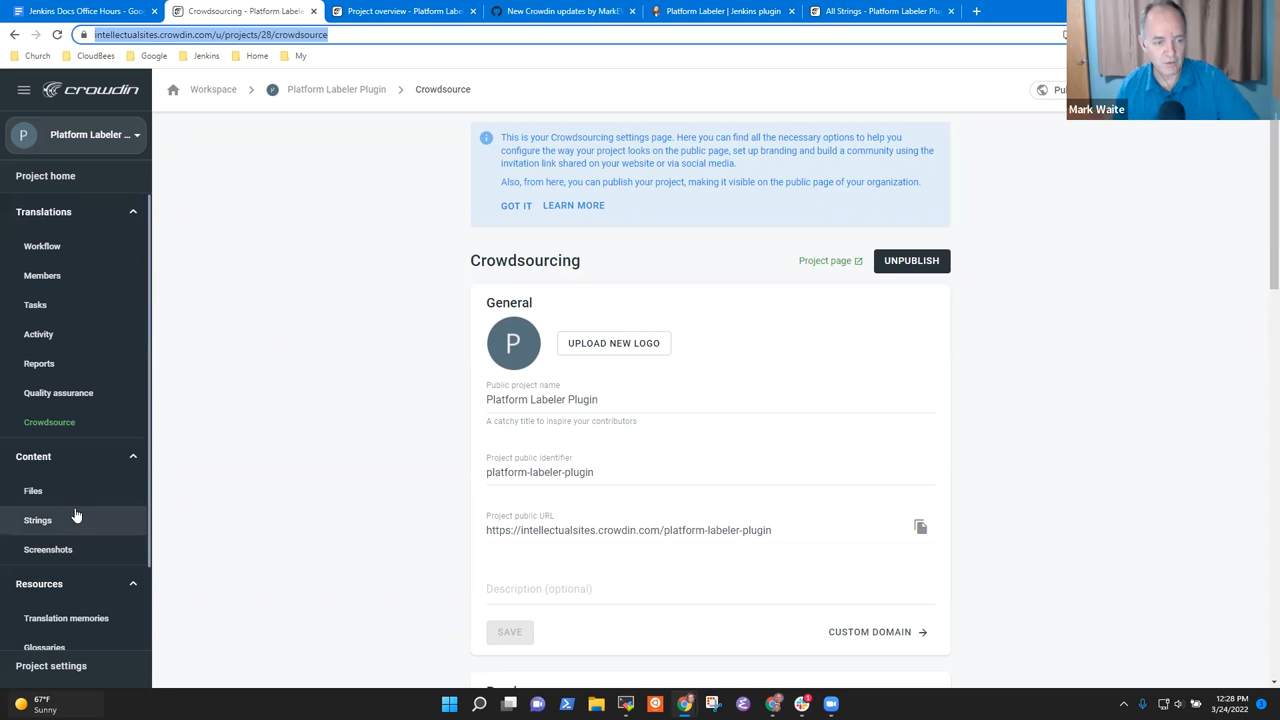 Jenkins Docs Office Hours - Goo
Crowdsourcing - Platform Labele
Project overview - Platform Labe
New Crowdin updates by MarkE
Platform Labeler | Jenkins plugin
All Strings - Platform Labeler Plu
intellectualsites.crowdin.com/u/projects/28/crowdsource
Church
CloudBees
Google
Jenkins
Home
My
Mark Waite
crowdin
Workspace
Platform Labeler Plugin
Crowdsource
P
Platform Labeler ...
Project home
Translations
Workflow
Members
Tasks
Activity
Reports
Quality assurance
Crowdsource
Content
Files
Strings
Screenshots
Resources
Translation memories
Glossaries
Project settings
This is your Crowdsourcing settings page. Here you can find all the necessary options to help you
configure the way your project looks on the public page, set up branding and build a community using the
invitation link shared on your website or via social media.
Also, from here, you can publish your project, making it visible on the public page of your organization.
GOT IT LEARN MORE
Crowdsourcing
Project page
UNPUBLISH
General
P
UPLOAD NEW LOGO
Public project name
Platform Labeler Plugin
A catchy title to inspire your contributors
Project public identifier
platform-labeler-plugin
Project public URL
https://intellectualsites.crowdin.com/platform-labeler-plugin
Description (optional)
SAVE
CUSTOM DOMAIN
67°F
Sunny
12:28 PM
3/24/2022